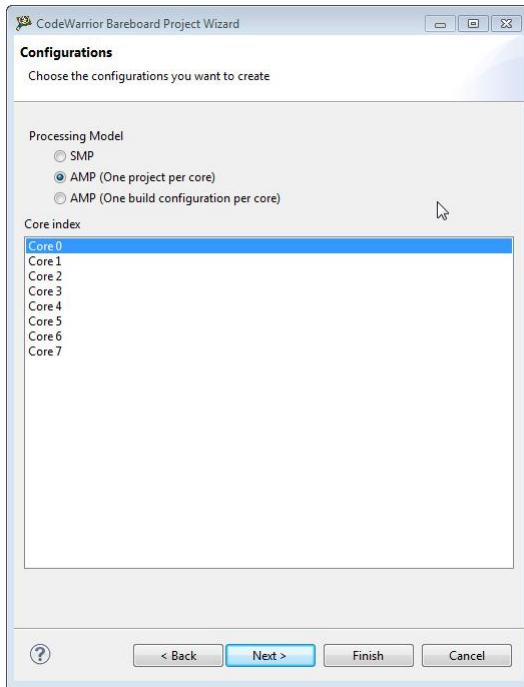 CodeWarrior Bareboard Project Wizard
Configurations
Choose the configurations you want to create
Processing Model
SMP
AMP (One project per core)
AMP (One build configuration per core)
Core index
Core 0
Core 1
Core 2
Core 3
Core 4
Core 5
Core 6
Core 7
?
< Back
Next >
Finish
Cancel